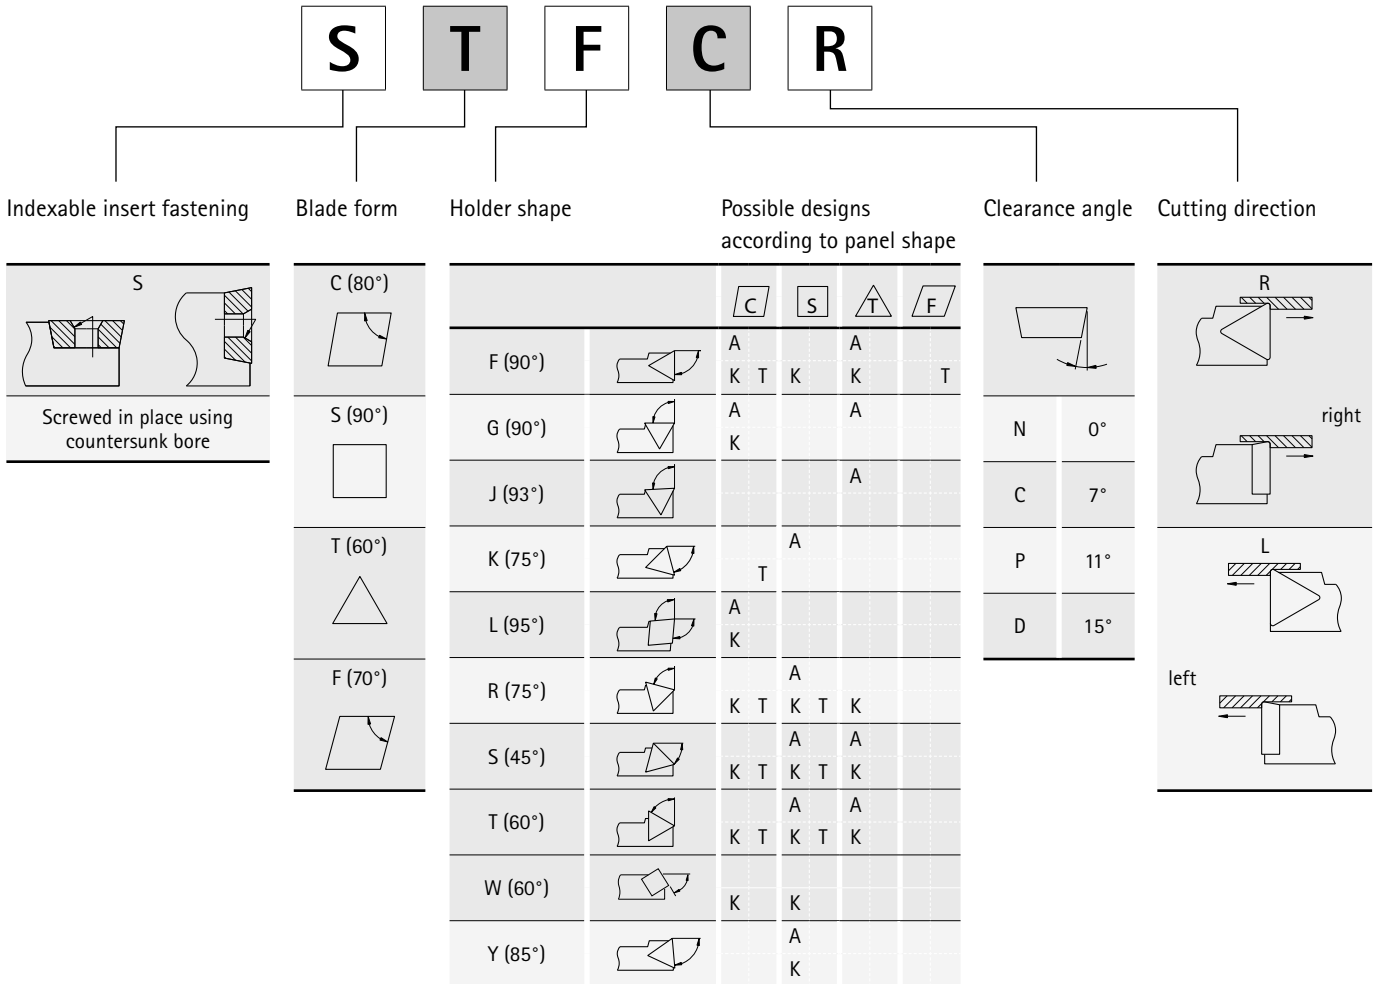 S T F C R
Indexable insert fastening
Blade form
Holder shape
Possible designs
according to panel shape
Clearance angle
Cutting direction
S
Screwed in place using
countersunk bore
C (80°)
S (90°)
T (60°)
F (70°)
C S T F
F (90°)
A A
K T K K T
G (90°)
A A
K
J (93°)
A
K (75°)
A
T
L (95°)
A
K
R (75°)
A
K T K T K
S (45°)
A A
K T K T K
T (60°)
A A
K T K T K
W (60°)
K K
Y (85°)
A
K
N 0°
C 7°
P 11°
D 15°
R
right
L
left